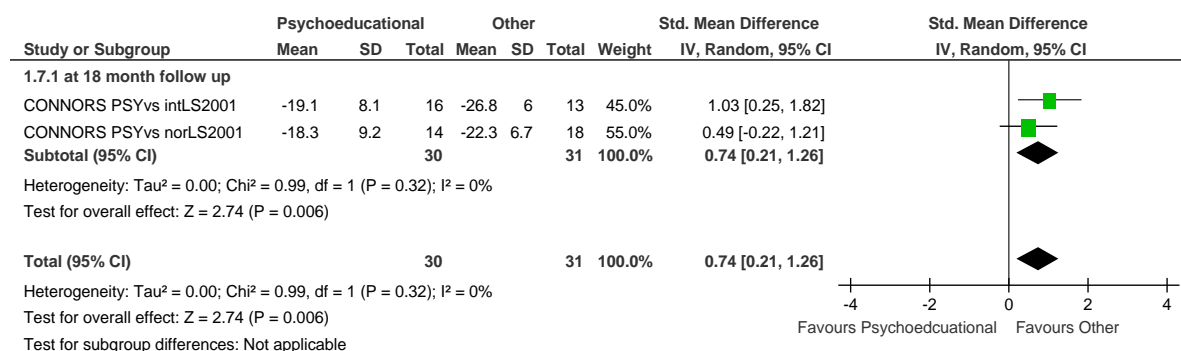 Psychoeducational Other Std. Mean Difference Std. Mean Difference
Study or Subgroup Mean SD Total Mean SD Total Weight IV, Random, 95% CI IV, Random, 95% CI
1.7.1 at 18 month follow up
CONNORS PSYvs intLS2001 -19.1 8.1 16 -26.8 6 13 45.0% 1.03 [0.25, 1.82]
CONNORS PSYvs norLS2001 -18.3 9.2 14 -22.3 6.7 18 55.0% 0.49 [-0.22, 1.21]
Subtotal (95% CI) 30 31 100.0% 0.74 [0.21, 1.26]
Heterogeneity: Tau² = 0.00; Chi² = 0.99, df = 1 (P = 0.32); I² = 0%
Test for overall effect: Z = 2.74 (P = 0.006)
Total (95% CI) 30 31 100.0% 0.74 [0.21, 1.26]
Heterogeneity: Tau² = 0.00; Chi² = 0.99, df = 1 (P = 0.32); I² = 0%
Test for overall effect: Z = 2.74 (P = 0.006)
Test for subgroup differences: Not applicable
-4 -2 0 2 4
Favours Psychoedcuational Favours Other